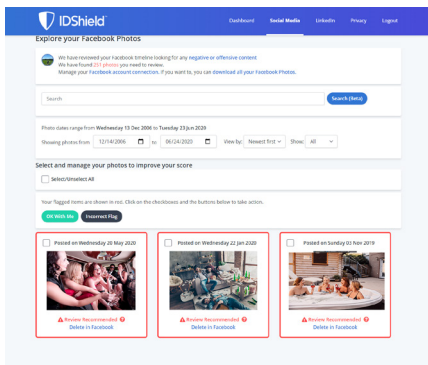 IDShield
Dashboard Social Media LinkedIn Privacy Logout
Explore your Facebook Photos
We have reviewed your Facebook timeline looking for any negative or offensive content
We have found 251 photos you need to review.
Manage your Facebook account connection, if you want, you can download all your Facebook Photos.
Search Search (Beta)
Photo dates range from Wednesday 13 Dec 2006 to Tuesday 23 Jun 2020
Showing photos from 12/14/2006 to 06/24/2020 View by: Newest first Show: All
Select and manage your photos to improve your score
Select/Unselect All
Your flagged items are shown in red. Click on the checkboxes and the buttons below to take action.
OK With Me Incorrect Flag
Posted on Wednesday 20 May 2020 Posted on Wednesday 22 Jan 2020 Posted on Sunday 03 Nov 2019
Review Recommended Review Recommended Review Recommended
Delete in Facebook Delete in Facebook Delete in Facebook